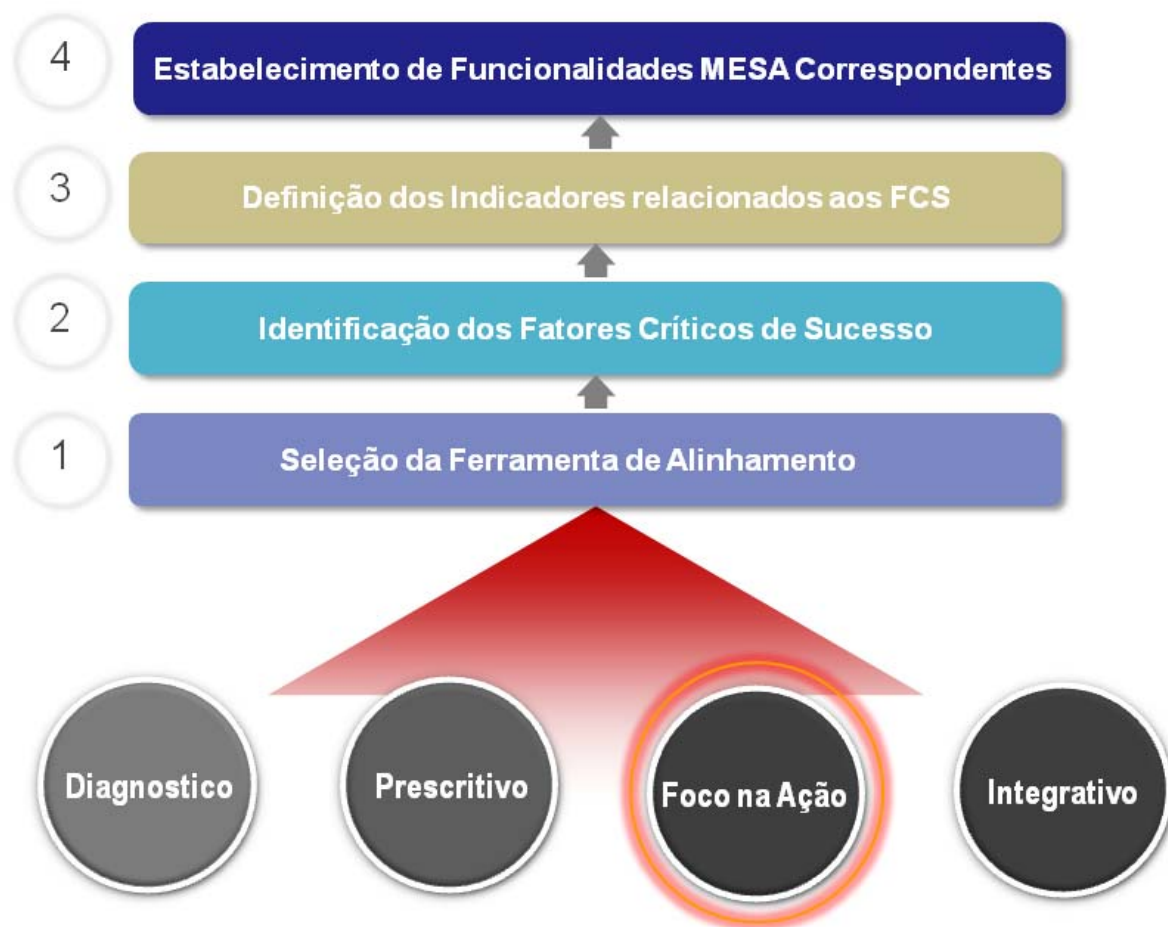 4
Estabelecimento de Funcionalidades MESA Correspondentes
3
Definição dos Indicadores relacionados aos FCS
2
Identificação dos Fatores Críticos de Sucesso
1
Seleção da Ferramenta de Alinhamento
Diagnostico
Prescritivo
Foco na Ação
Integrativo